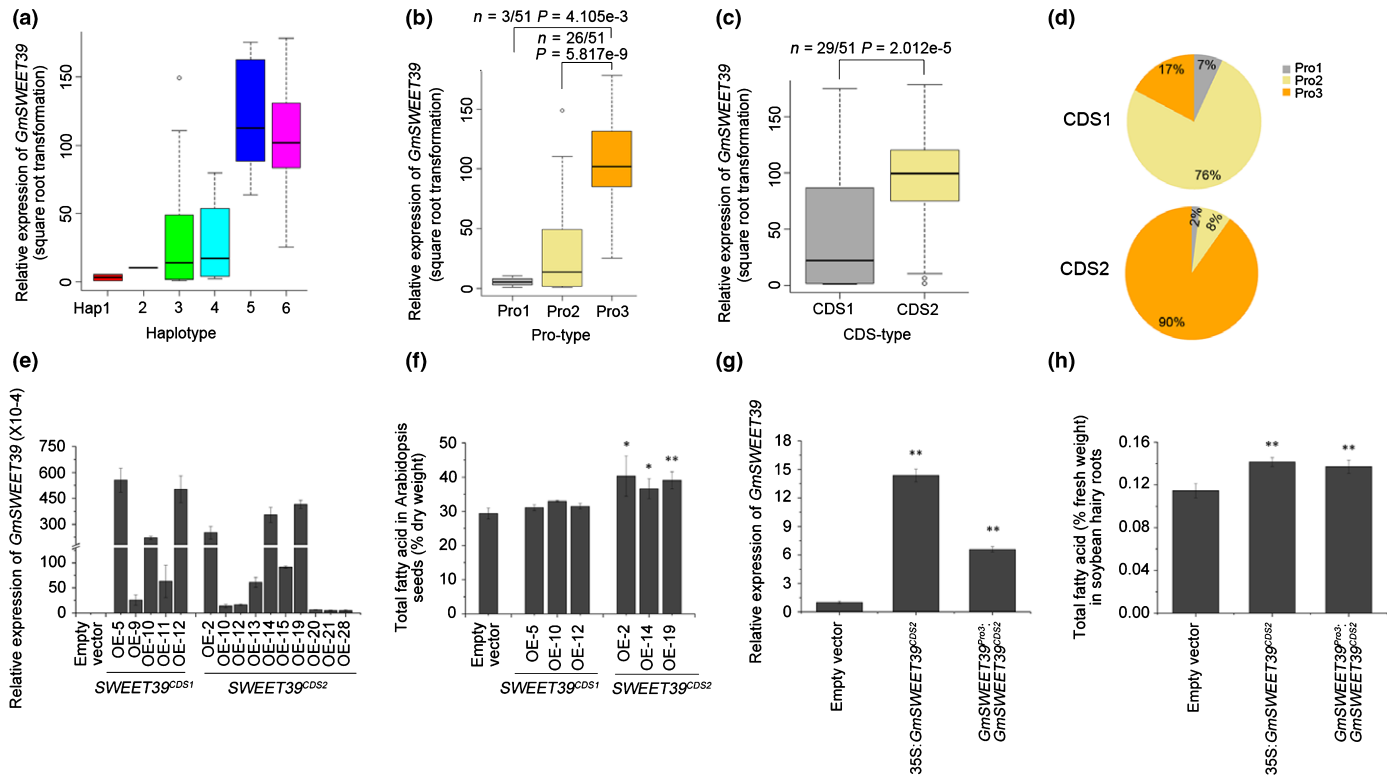 (a)
Relative expression of GmSWEET39
(square root transformation)
150
100
50
0
Hap1 2 3 4 5 6
Haplotype
(b)
n = 3/51 P = 4.105e-3
n = 26/51
P = 5.817e-9
Relative expression of GmSWEET39
(square root transformation)
150
100
50
0
Pro1 Pro2 Pro3
Pro-type
(c)
n = 29/51 P = 2.012e-5
Relative expression of GmSWEET39
(square root transformation)
150
100
50
0
CDS1 CDS2
CDS-type
(d)
17% 7%
76%
CDS1
Pro1
Pro2
Pro3
2% 8%
90%
CDS2
(e)
Relative expression of GmSWEET39 (X10-4)
750
600
450
300
100
50
0
Empty
vector
OE-5
OE-9
OE-10
OE-11
OE-12
OE-2
OE-10
OE-12
OE-13
OE-14
OE-15
OE-19
OE-20
OE-21
OE-28
SWEET39CDS1 SWEET39CDS2
(f)
Total fatty acid in Arabidopsis
seeds (% dry weight)
50
40
30
20
10
0
* * **
Empty
vector
OE-5
OE-10
OE-12
OE-2
OE-14
OE-19
SWEET39CDS1 SWEET39CDS2
(g)
Relative expression of GmSWEET39
18
15
12
9
6
3
0
**
**
Empty vector
35S:GmSWEET39CDS2
GmSWEET39Pro3:
GmSWEET39CDS2
(h)
Total fatty acid (% fresh weight)
in soybean hairy roots
0.16
0.12
0.08
0.04
0.00
** **
Empty vector
35S:GmSWEET39CDS2
GmSWEET39Pro3:
GmSWEET39CDS2